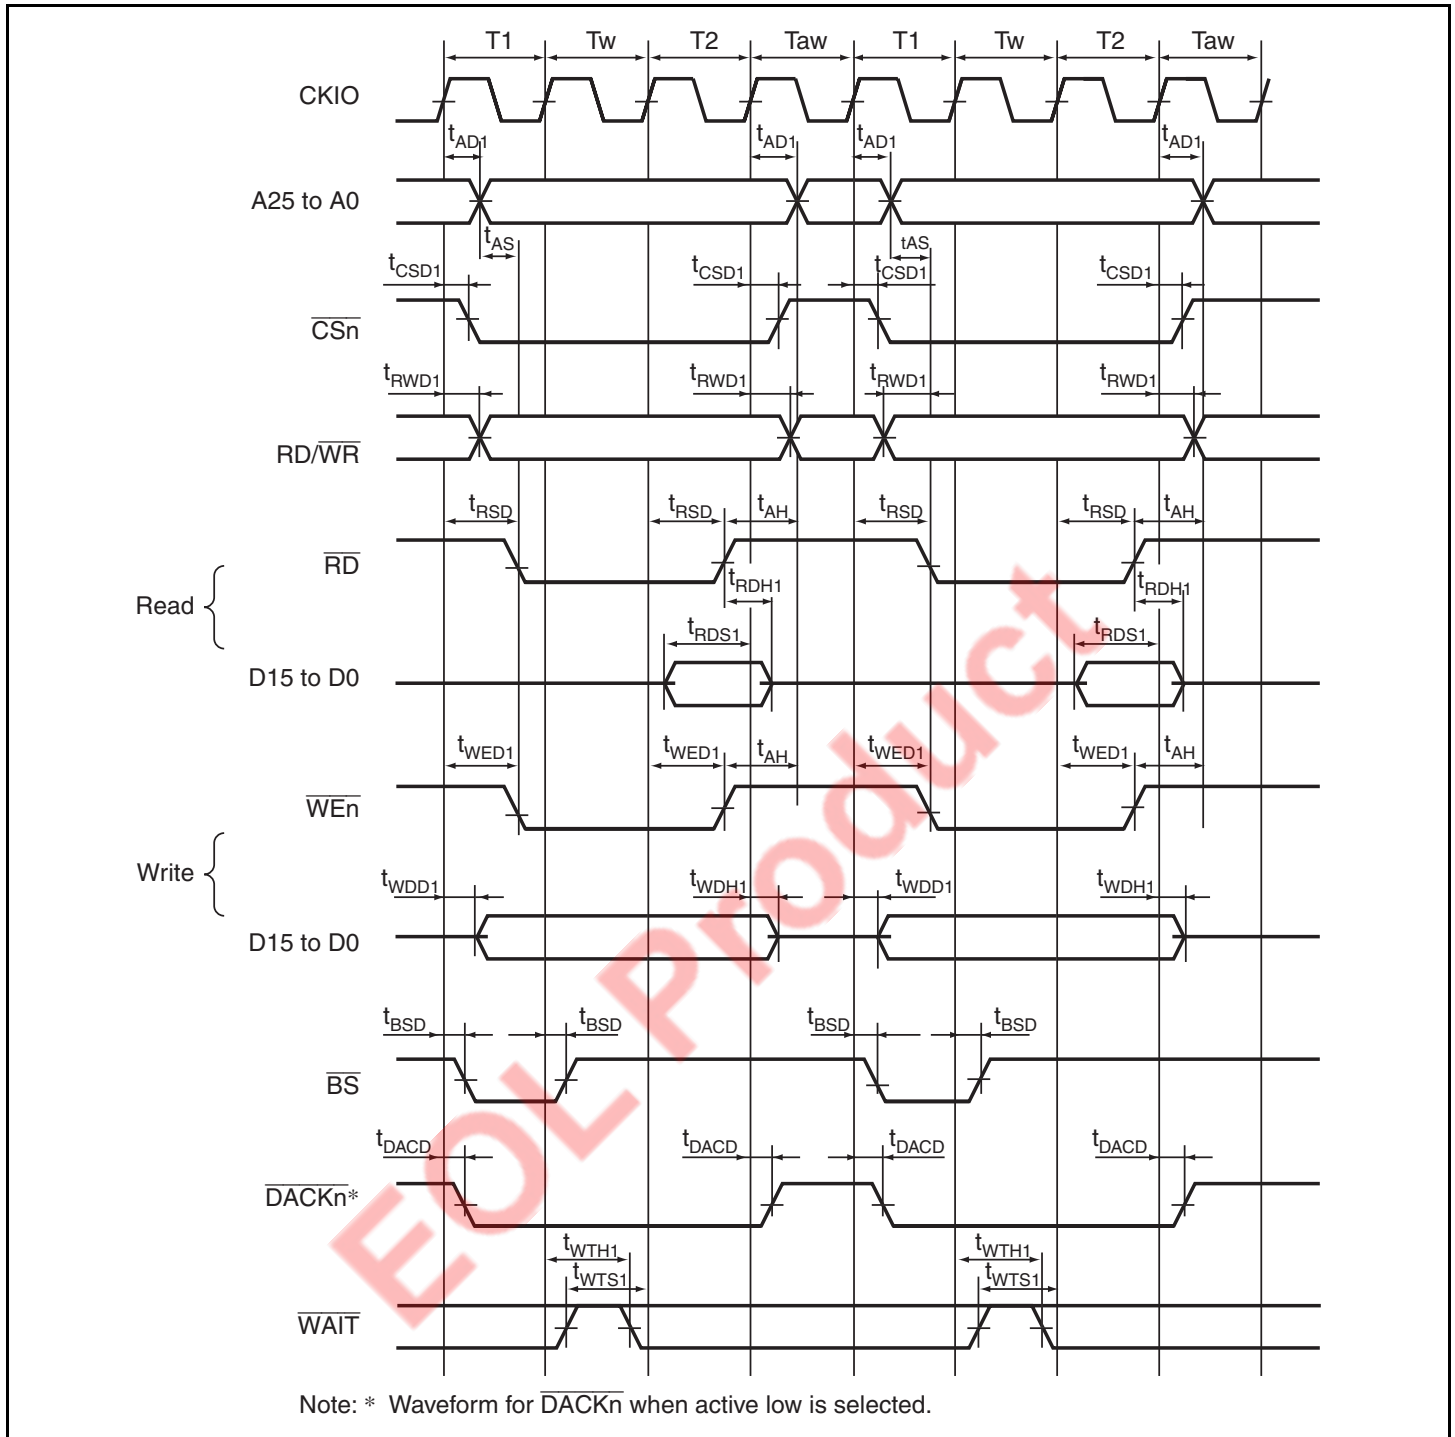 T1 Tw T2 Taw T1 Tw T2 Taw
CKIO
tAD1 tAD1 tAD1 tAD1
A25 to A0
tAS tAS
tCSD1 tCSD1 tCSD1 tCSD1
CSn
tRWD1 tRWD1 tRWD1 tRWD1
RD/WR
tRSD tRSD tAH tRSD tRSD tAH
RD
tRDH1 tRDH1
Read
tRDS1 tRDS1
D15 to D0
tWED1 tWED1 tAH tWED1 tWED1 tAH
WEn
Write
tWDD1 tWDH1 tWDD1 tWDH1
D15 to D0
tBSD tBSD tBSD tBSD
BS
tDACD tDACD tDACD tDACD
DACKn*
tWTH1 tWTH1
tWTS1 tWTS1
WAIT
Note: * Waveform for DACKn when active low is selected.
EOL Product